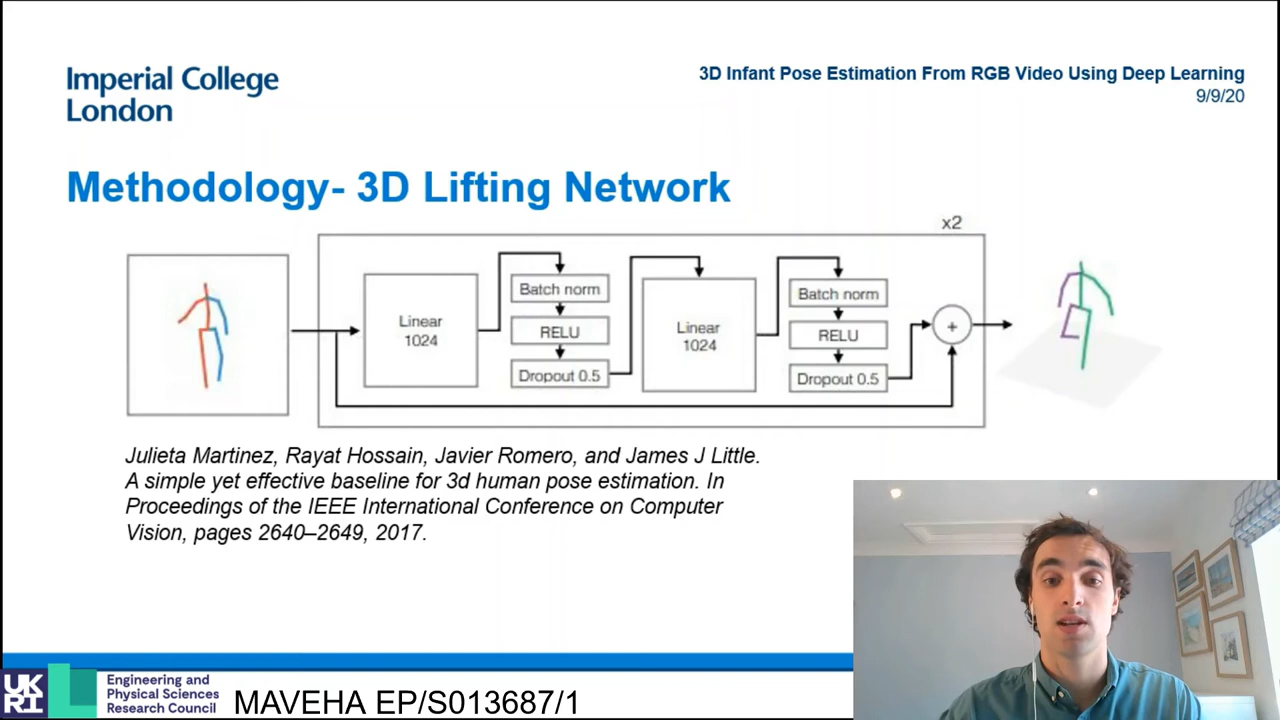 Imperial College
London
3D Infant Pose Estimation From RGB Video Using Deep Learning
9/9/20
Methodology- 3D Lifting Network
x2
Linear
1024
Batch norm
RELU
Dropout 0.5
Linear
1024
Batch norm
RELU
Dropout 0.5
+
Julieta Martinez, Rayat Hossain, Javier Romero, and James J Little.
A simple yet effective baseline for 3d human pose estimation. In
Proceedings of the IEEE International Conference on Computer
Vision, pages 2640–2649, 2017.
UK
RI
Engineering and
Physical Sciences
Research Council
MAVEHA EP/S013687/1